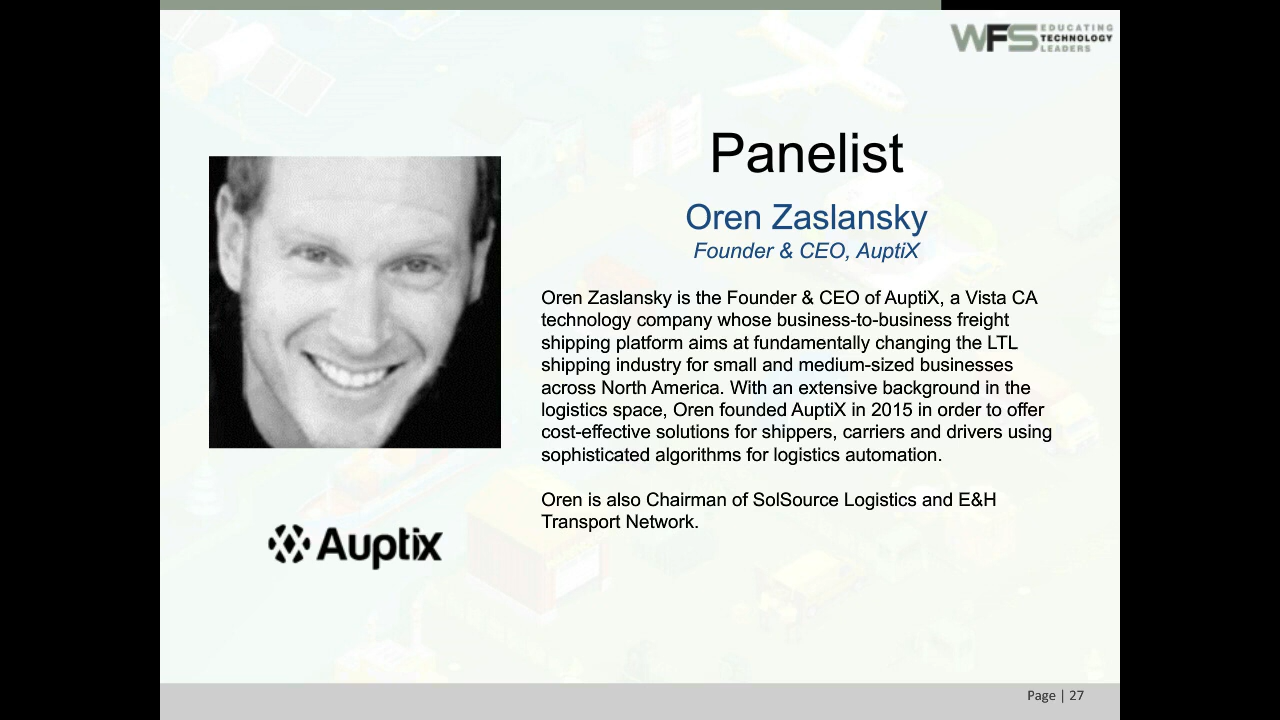 WFS EDUCATING
TECHNOLOGY
LEADERS
Panelist
Oren Zaslansky
Founder & CEO, AuptiX
Oren Zaslansky is the Founder & CEO of AuptiX, a Vista CA
technology company whose business-to-business freight
shipping platform aims at fundamentally changing the LTL
shipping industry for small and medium-sized businesses
across North America. With an extensive background in the
logistics space, Oren founded AuptiX in 2015 in order to offer
cost-effective solutions for shippers, carriers and drivers using
sophisticated algorithms for logistics automation.
Oren is also Chairman of SolSource Logistics and E&H
Transport Network.
Auptix
Page | 27